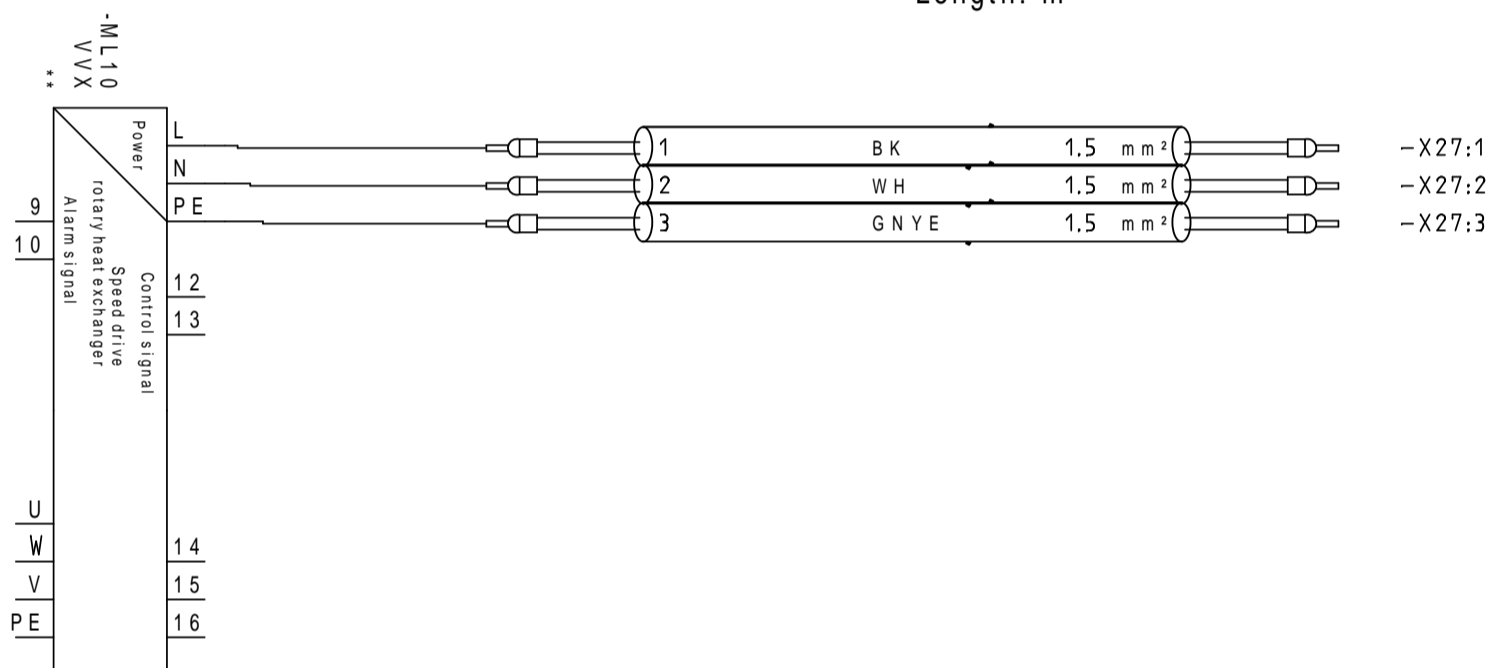 Length: m
-ML10
VVX
**
Power
L
N
PE
1 BK 1.5 mm²
2 WH 1.5 mm²
3 GNYE 1.5 mm²
-X27:1
-X27:2
-X27:3
Control signal
Speed drive
rotary heat exchanger
Alarm signal
9
10
12
13
U
W
V
PE
14
15
16